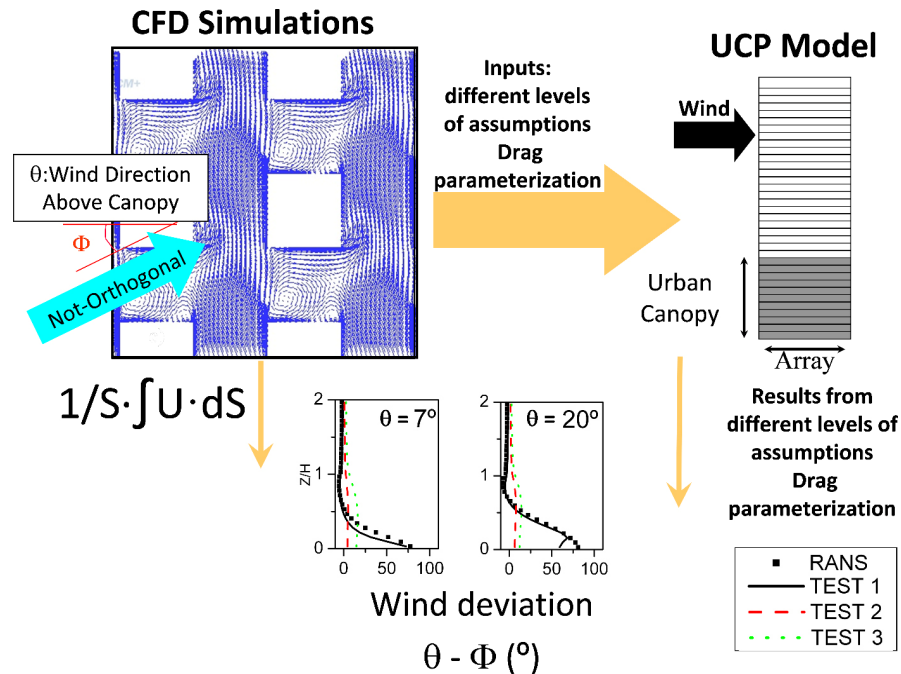 CFD Simulations
CM+
θ:Wind Direction
Above Canopy
Φ
Not-Orthogonal
Inputs:
different levels
of assumptions
Drag
parameterization
UCP Model
Wind
Urban
Canopy
Array
1/S·∫U·dS
Results from
different levels of
assumptions
Drag
parameterization
θ = 7º
Z/H
2
1
0
0 50 100
θ = 20º
2
1
0
0 50 100
Wind deviation
θ - Φ (º)
RANS
TEST 1
TEST 2
TEST 3